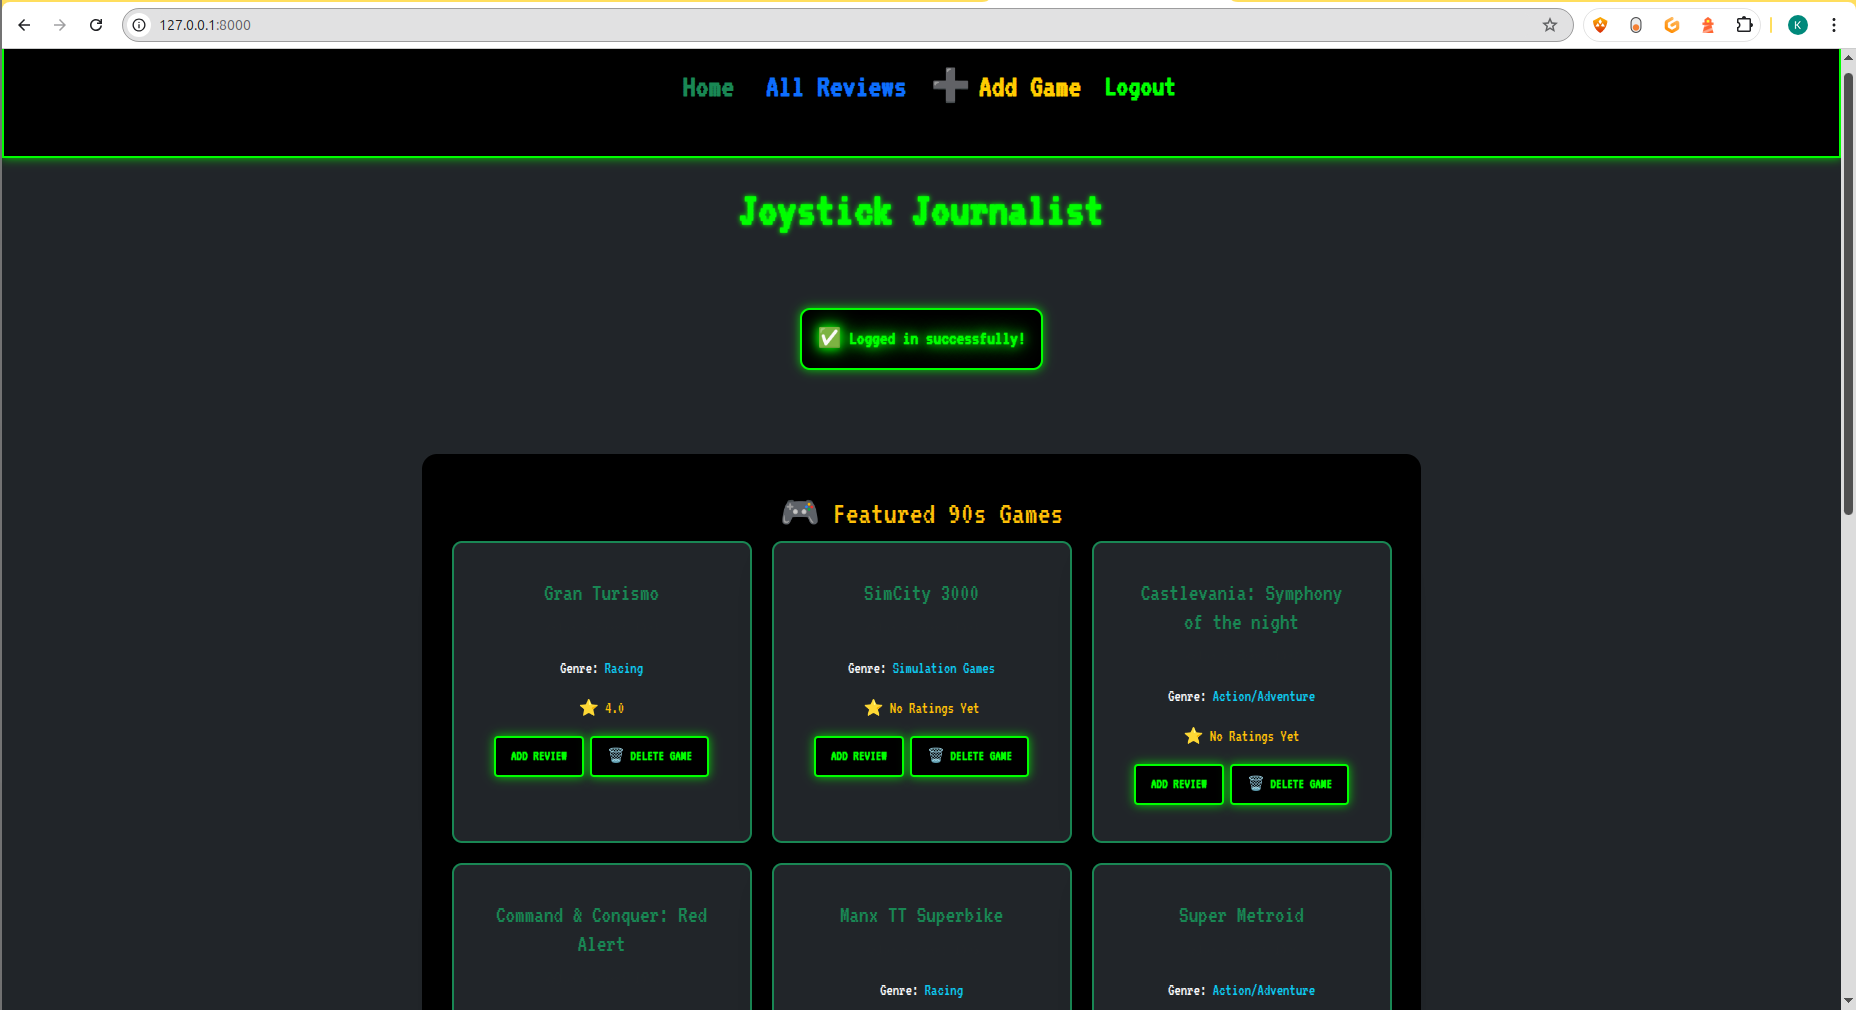 127.0.0.1:8000
K
Home All Reviews ➕ Add Game Logout
Joystick Journalist
✅ Logged in successfully!
🎮 Featured 90s Games
Gran Turismo
Genre: Racing
⭐ 4.0
ADD REVIEW 🗑️ DELETE GAME
SimCity 3000
Genre: Simulation Games
⭐ No Ratings Yet
ADD REVIEW 🗑️ DELETE GAME
Castlevania: Symphony
of the night
Genre: Action/Adventure
⭐ No Ratings Yet
ADD REVIEW 🗑️ DELETE GAME
Command & Conquer: Red
Alert
Manx TT Superbike
Genre: Racing
Super Metroid
Genre: Action/Adventure